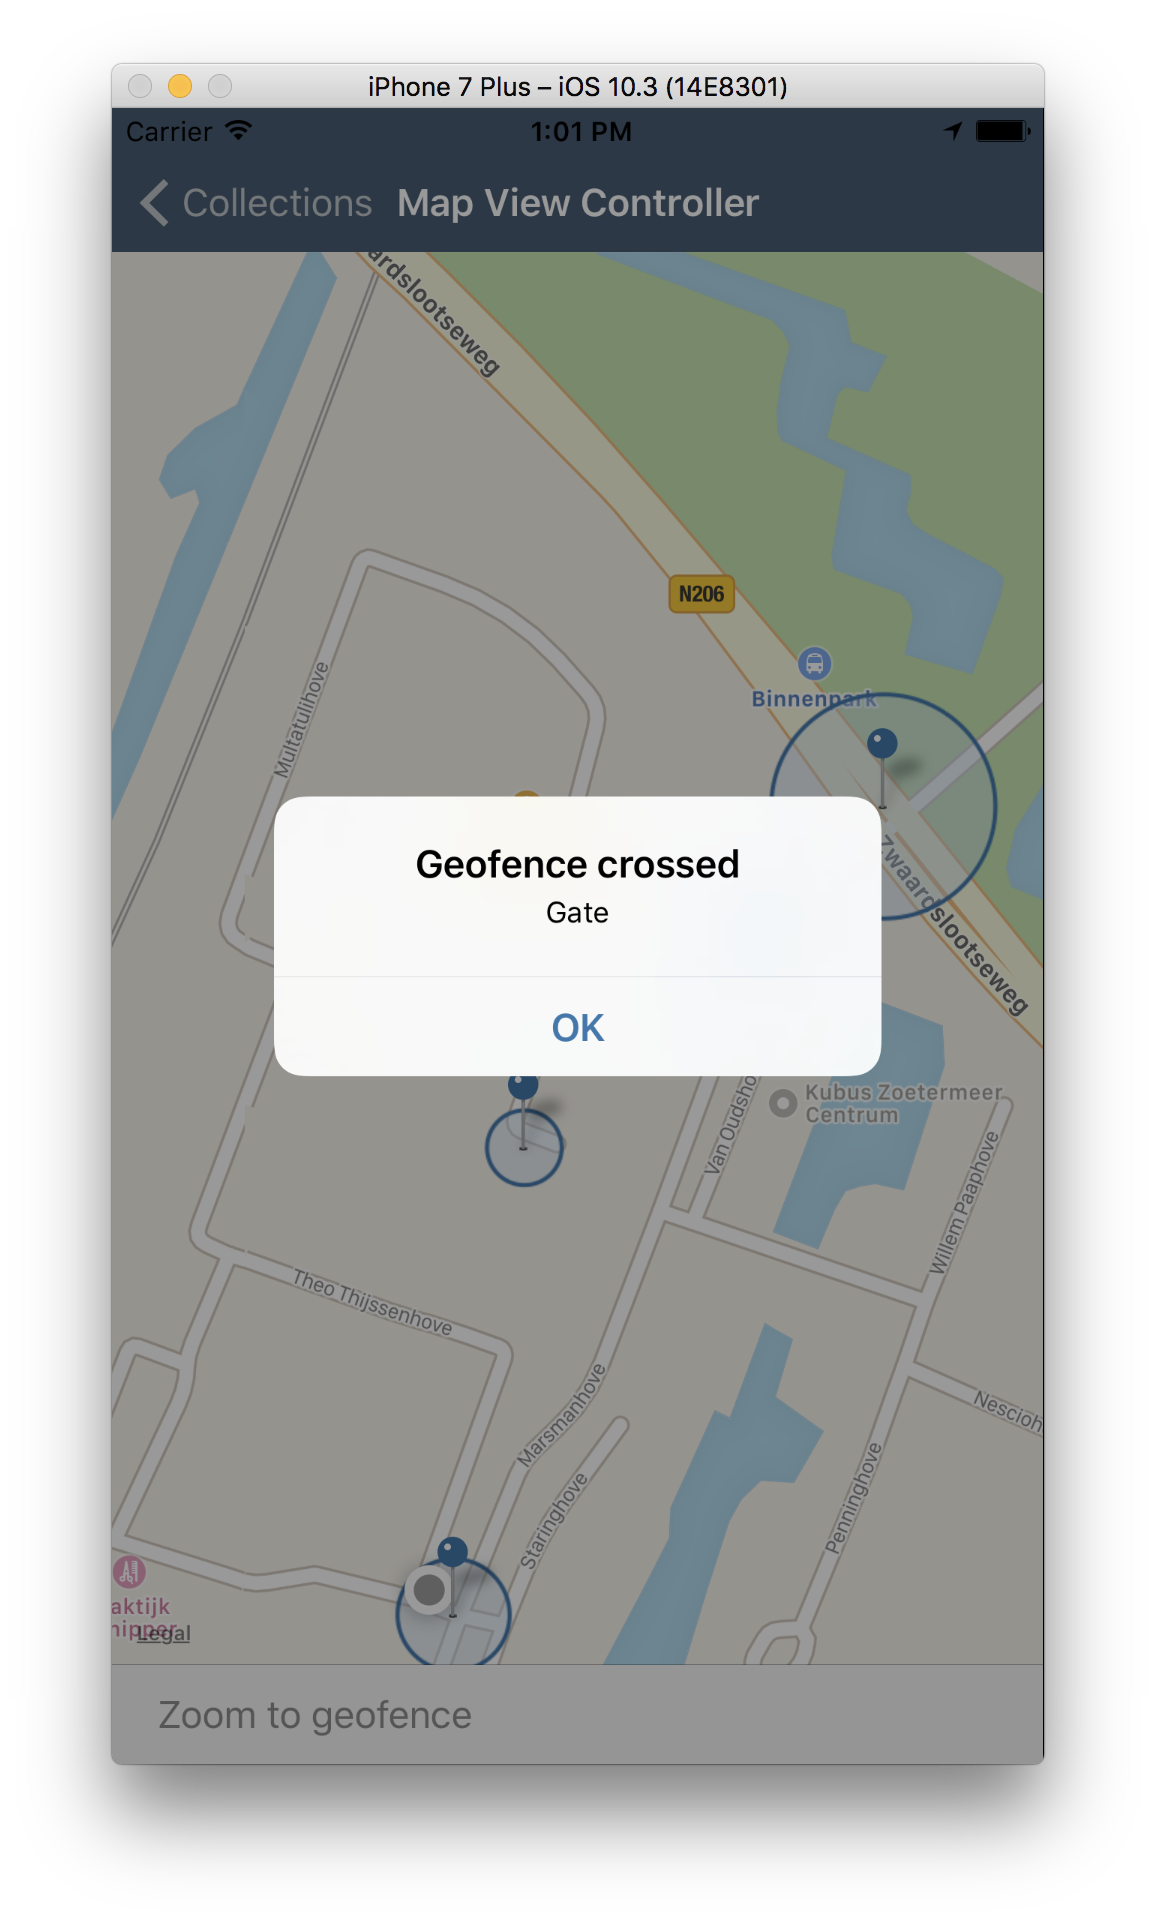 iPhone 7 Plus – iOS 10.3 (14E8301)
Carrier 1:01 PM
Collections Map View Controller
ardslootseweg
N206
Binnenpark
Multatulihove
Geofence crossed
Gate
OK
Zwaardslootseweg
Kubus Zoetermeer
Centrum
Van Oudsho
Willem Paaphove
Theo Thijssenhove
Marsmanhove
Nescioh
Staringhove
Penninghove
aktijk
hipper
Legal
Zoom to geofence